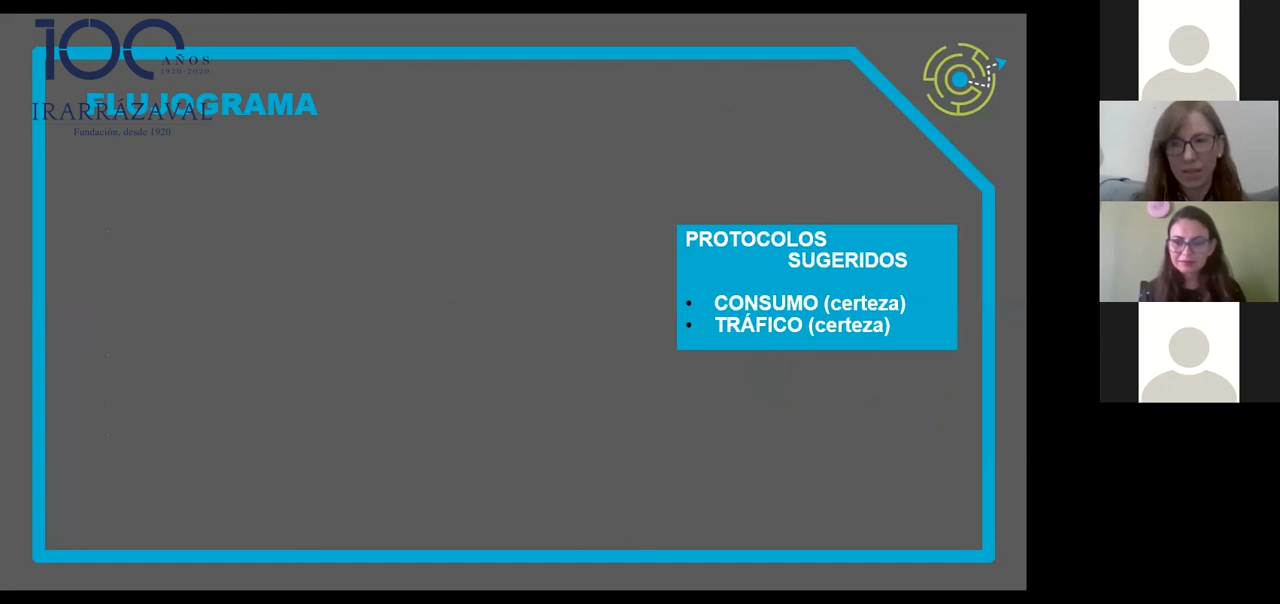 100
AÑOS
1920-2020
IRARRÁZAVAL
Fundación, desde 1920
FLUJOGRAMA
PROTOCOLOS
SUGERIDOS
• CONSUMO (certeza)
• TRÁFICO (certeza)